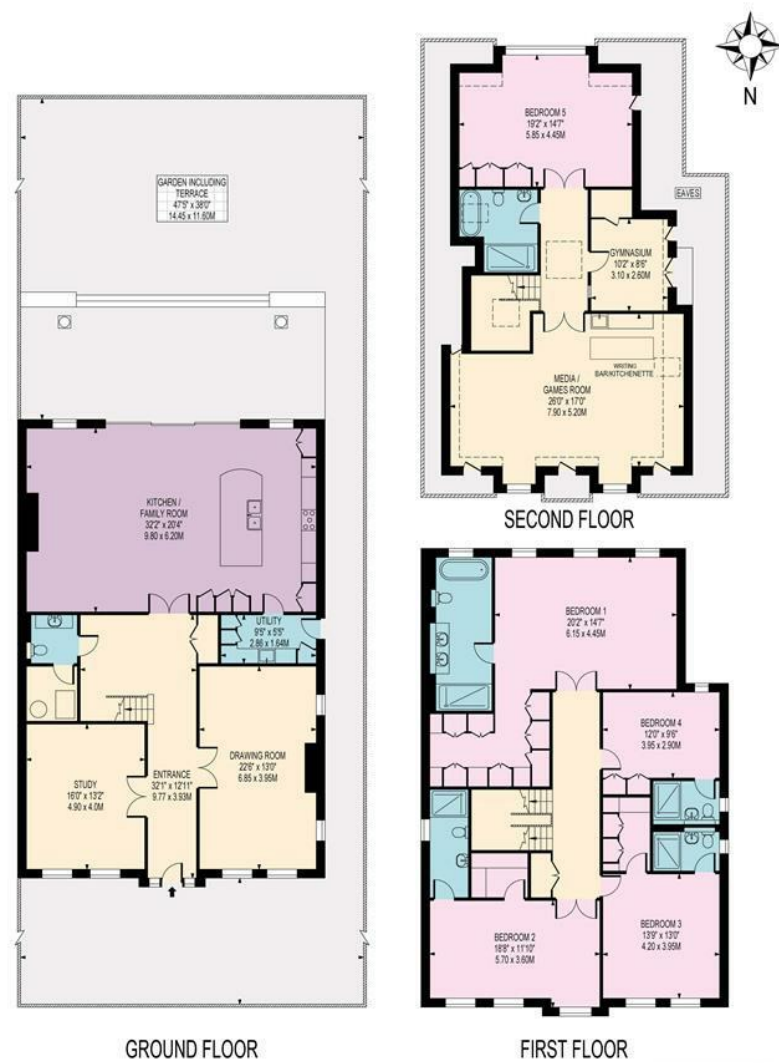 N
BEDROOM 5
19'2" x 14'7"
5.85 x 4.45M
EAVES
GYMNASIUM
10'2" x 8'6"
3.10 x 2.60M
WRITING
BAR/KITCHENETTE
MEDIA /
GAMES ROOM
26'0" x 17'0"
7.90 x 5.20M
SECOND FLOOR
GARDEN INCLUDING
TERRACE
47'5" x 38'0"
14.45 x 11.60M
KITCHEN /
FAMILY ROOM
32'2" x 20'4"
9.80 x 6.20M
UTILITY
9'5" x 5'5"
2.86 x 1.64M
DRAWING ROOM
22'6" x 13'0"
6.85 x 3.95M
STUDY
16'0" x 13'2"
4.90 x 4.0M
ENTRANCE
32'1" x 12'11"
9.77 x 3.93M
GROUND FLOOR
BEDROOM 1
20'2" x 14'7"
6.15 x 4.45M
BEDROOM 4
12'0" x 9'6"
3.95 x 2.90M
BEDROOM 2
18'8" x 11'10"
5.70 x 3.60M
BEDROOM 3
13'9" x 13'0"
4.20 x 3.95M
FIRST FLOOR